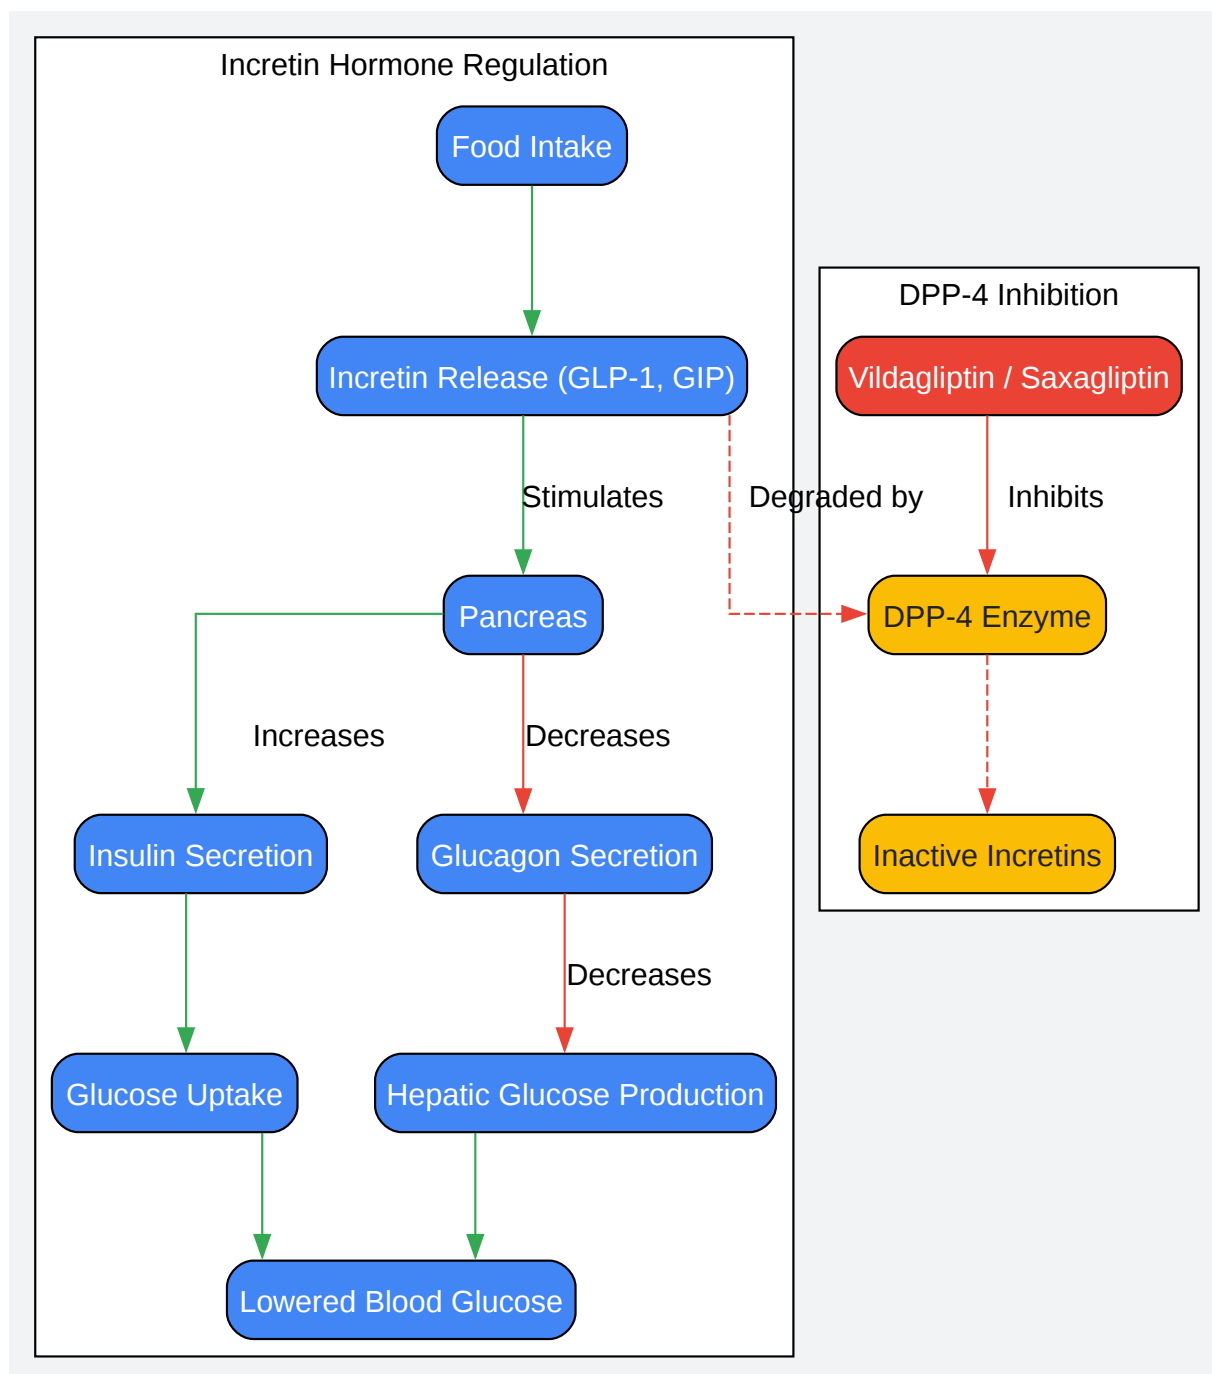 Incretin Hormone Regulation
Food Intake
DPP-4 Inhibition
Incretin Release (GLP-1, GIP)
Vildagliptin / Saxagliptin
Stimulates
Degraded by
Inhibits
Pancreas
DPP-4 Enzyme
Increases
Decreases
Insulin Secretion
Glucagon Secretion
Inactive Incretins
Decreases
Glucose Uptake
Hepatic Glucose Production
Lowered Blood Glucose